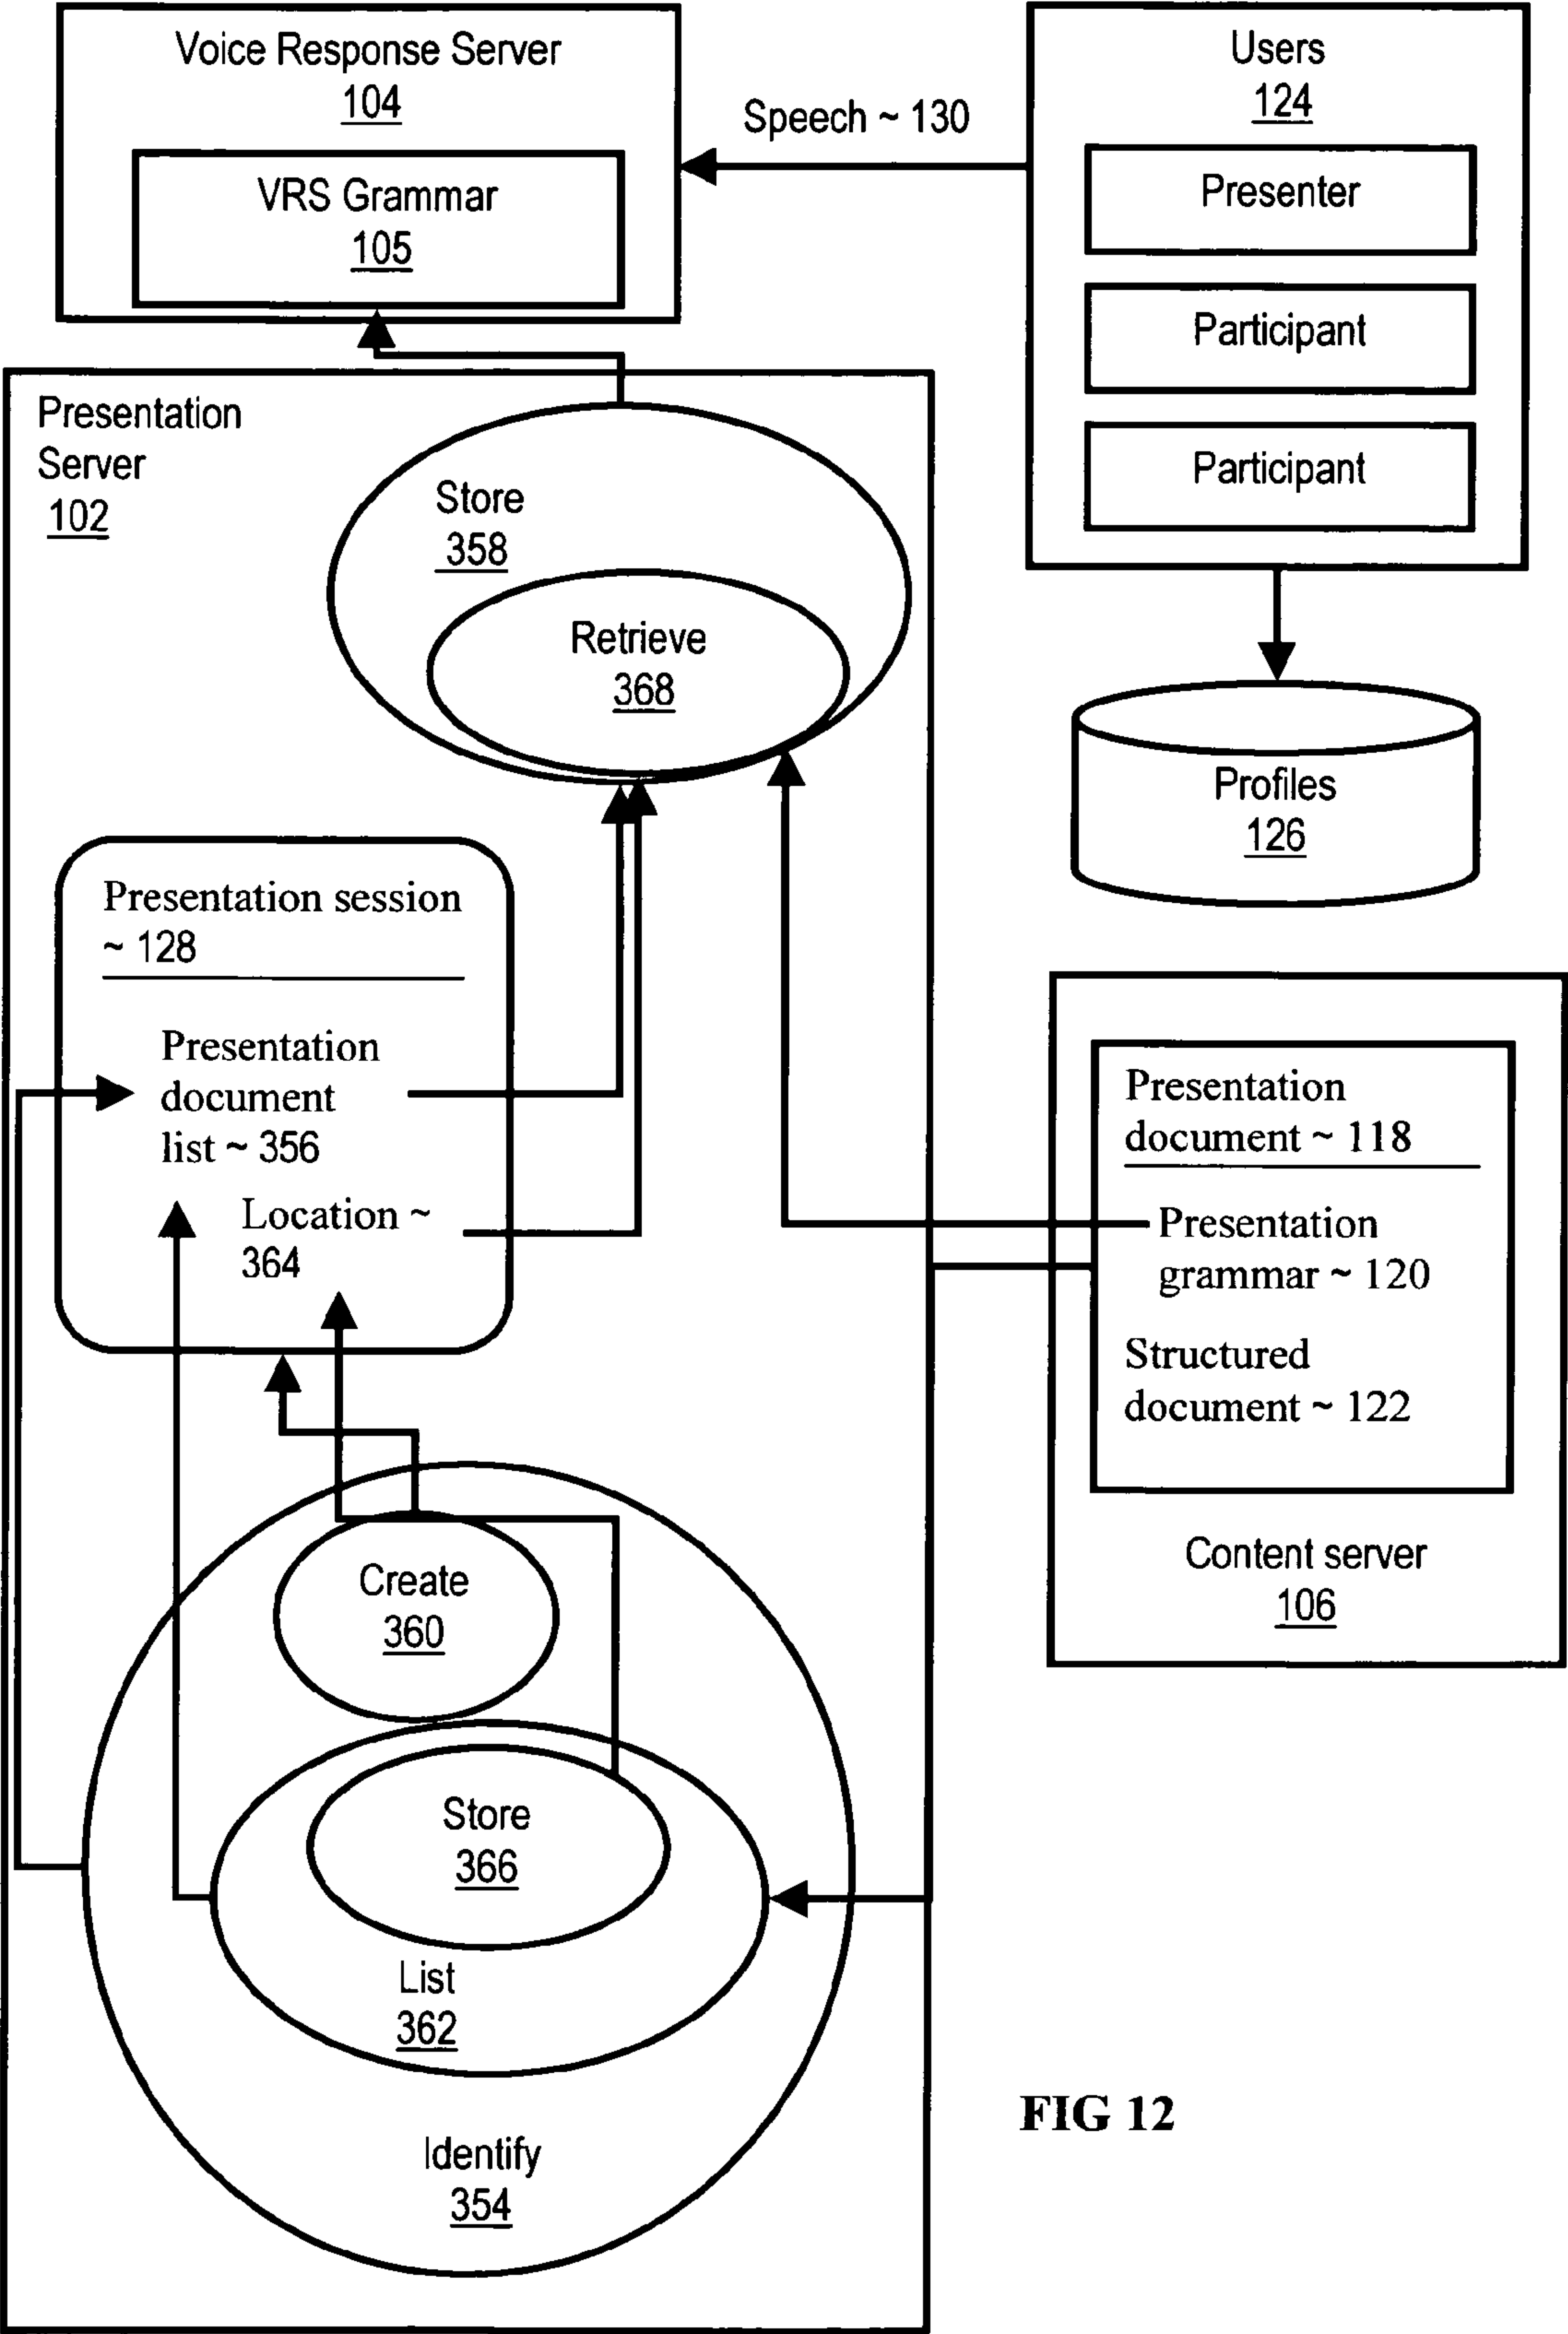 Voice Response Server
104
VRS Grammar
105
Speech ~ 130
Users
124
Presenter
Participant
Participant
Profiles
126
Presentation
Server
102
Store
358
Retrieve
368
Presentation session
~ 128
Presentation
document
list ~ 356
Location ~
364
Presentation
document ~ 118
Presentation
grammar ~ 120
Structured
document ~ 122
Content server
106
Create
360
Store
366
List
362
Identify
354
FIG 12